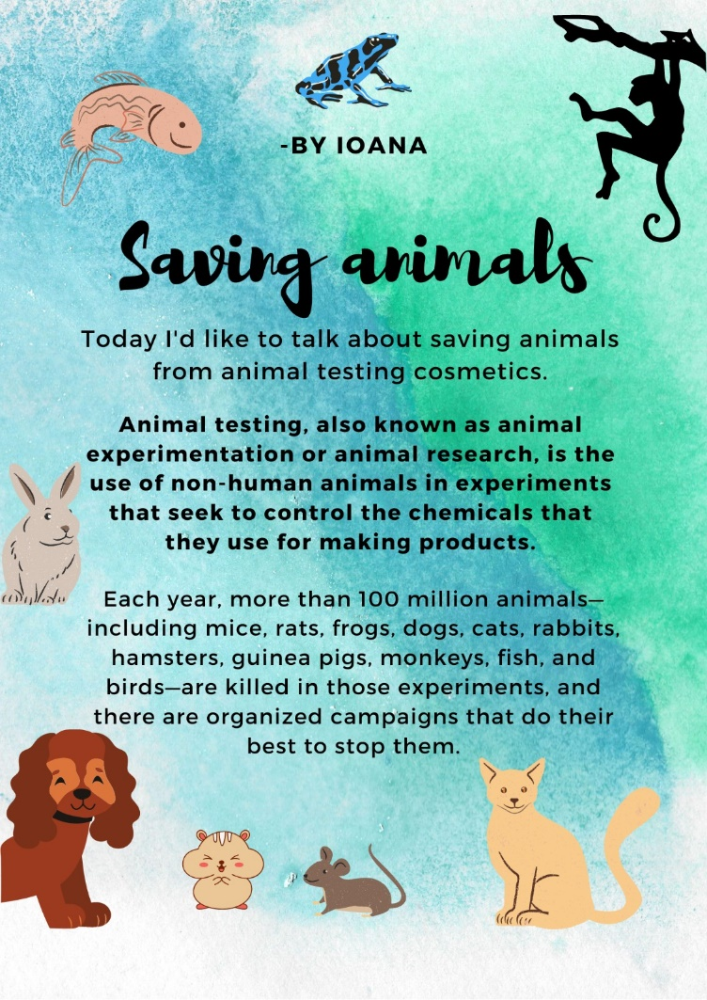 -BY IOANA
Saving animals
Today I'd like to talk about saving animals
from animal testing cosmetics.
Animal testing, also known as animal
experimentation or animal research, is the
use of non-human animals in experiments
that seek to control the chemicals that
they use for making products.
Each year, more than 100 million animals—
including mice, rats, frogs, dogs, cats, rabbits,
hamsters, guinea pigs, monkeys, fish, and
birds—are killed in those experiments, and
there are organized campaigns that do their
best to stop them.